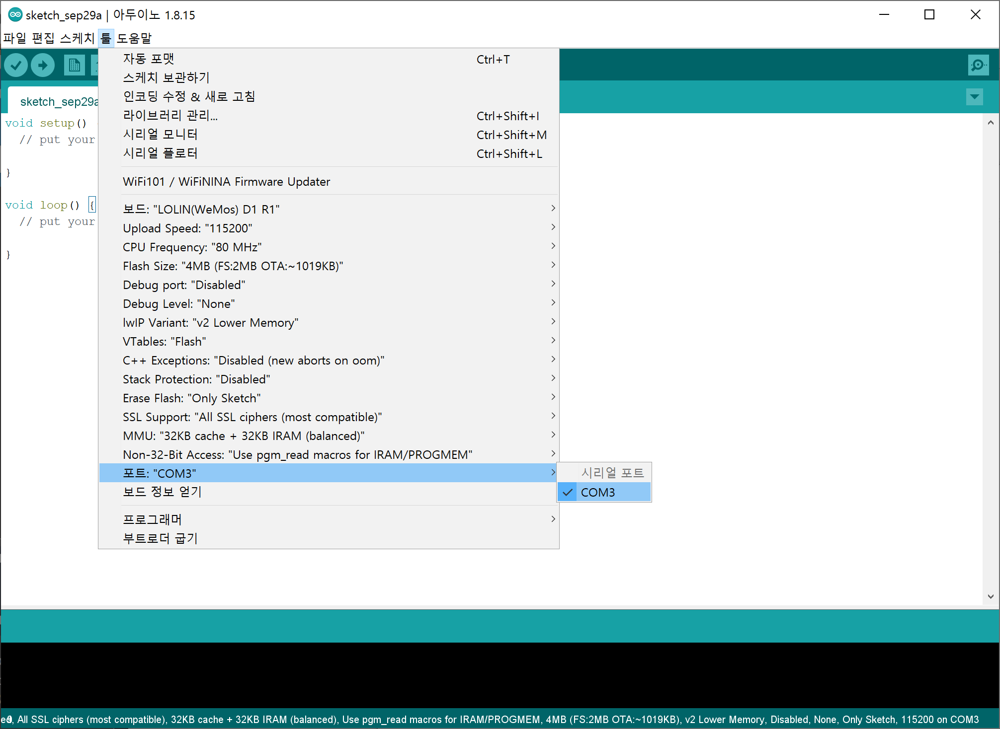 sketch_sep29a | 아두이노 1.8.15
파일 편집 스케치 툴 도움말
자동 포맷 Ctrl+T
스케치 보관하기
인코딩 수정 & 새로 고침
라이브러리 관리... Ctrl+Shift+I
시리얼 모니터 Ctrl+Shift+M
시리얼 플로터 Ctrl+Shift+L
WiFi101 / WiFiNINA Firmware Updater
보드: "LOLIN(WeMos) D1 R1"
Upload Speed: "115200"
CPU Frequency: "80 MHz"
Flash Size: "4MB (FS:2MB OTA:~1019KB)"
Debug port: "Disabled"
Debug Level: "None"
lwIP Variant: "v2 Lower Memory"
VTables: "Flash"
C++ Exceptions: "Disabled (new aborts on oom)"
Stack Protection: "Disabled"
Erase Flash: "Only Sketch"
SSL Support: "All SSL ciphers (most compatible)"
MMU: "32KB cache + 32KB IRAM (balanced)"
Non-32-Bit Access: "Use pgm_read macros for IRAM/PROGMEM"
포트: "COM3"
보드 정보 얻기
프로그래머
부트로더 굽기
시리얼 포트
COM3
sketch_sep29a
void setup()
// put your
}
void loop() {
// put your
}
All SSL ciphers (most compatible), 32KB cache + 32KB IRAM (balanced), Use pgm_read macros for IRAM/PROGMEM, 4MB (FS:2MB OTA:~1019KB), v2 Lower Memory, Disabled, None, Only Sketch, 115200 on COM3